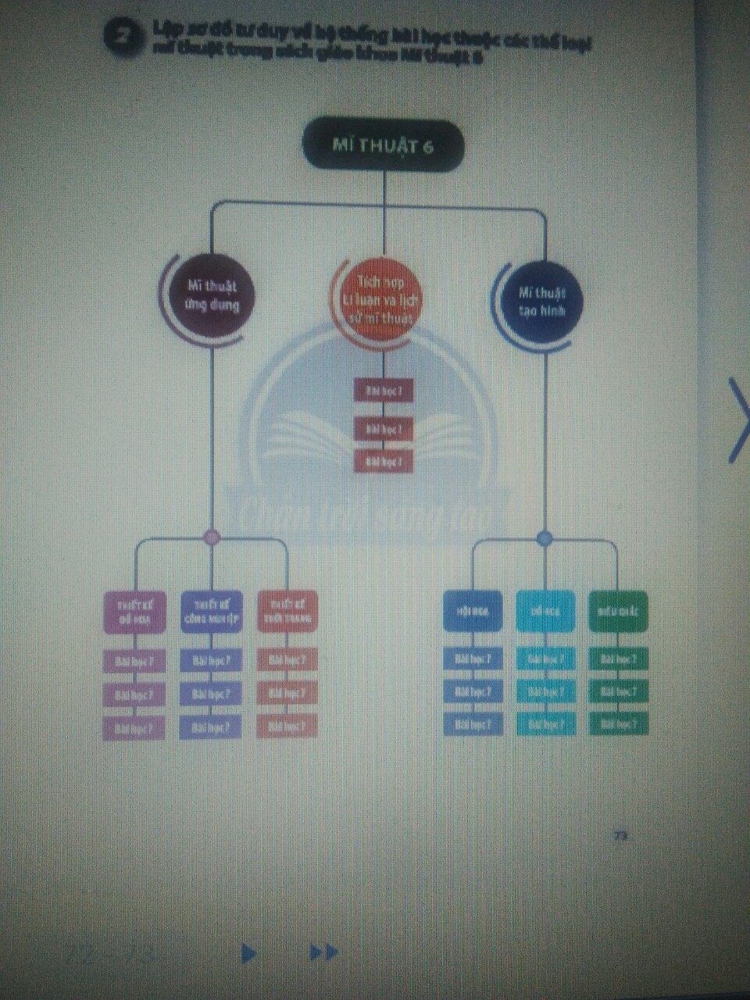 2 Lập sơ đồ tư duy về hệ thống bài học thuộc các thể loại
mĩ thuật trong sách giáo khoa Mĩ thuật 6
MĨ THUẬT 6
Mĩ thuật
ứng dụng
Tích hợp
Lí luận và lịch
sử mĩ thuật
Mĩ thuật
tạo hình
Bài học ?
Bài học ?
Bài học ?
Chân trời sáng tạo
THIẾT KẾ
ĐỒ HOẠ
THIẾT KẾ
CÔNG NGHIỆP
THIẾT KẾ
THỜI TRANG
HỘI HOẠ
ĐỒ HOẠ
ĐIÊU KHẮC
Bài học ? Bài học ? Bài học ? Bài học ? Bài học ? Bài học ?
Bài học ? Bài học ? Bài học ? Bài học ? Bài học ? Bài học ?
Bài học ? Bài học ? Bài học ? Bài học ? Bài học ? Bài học ?
73
72 - 73